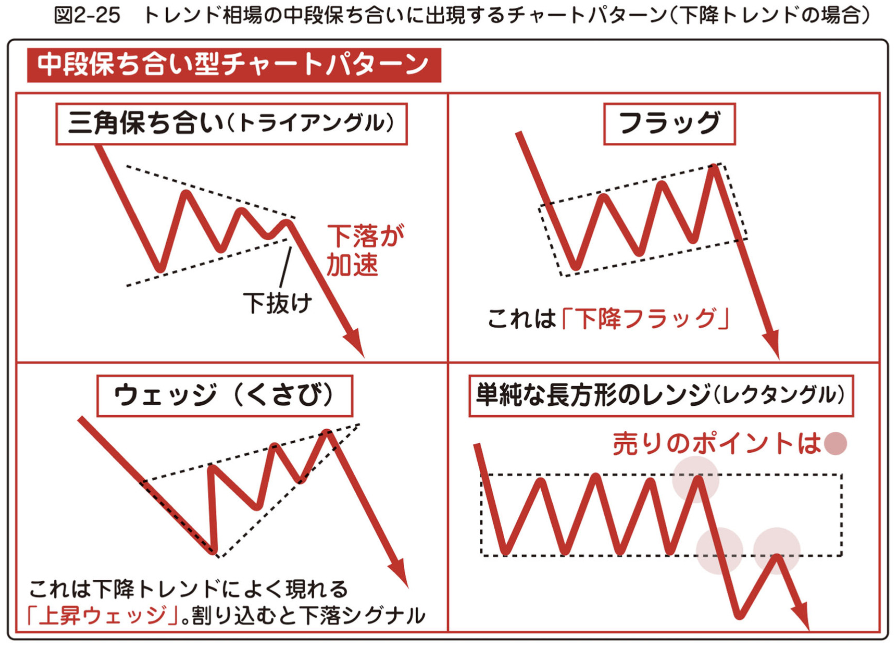 図2-25　トレンド相場の中段保ち合いに出現するチャートパターン（下降トレンドの場合）
中段保ち合い型チャートパターン
三角保ち合い（トライアングル）
下落が
加速
下抜け
フラッグ
これは「下降フラッグ」
ウェッジ（くさび）
これは下降トレンドによく現れる
「上昇ウェッジ」。割り込むと下落シグナル
単純な長方形のレンジ（レクタングル）
売りのポイントは